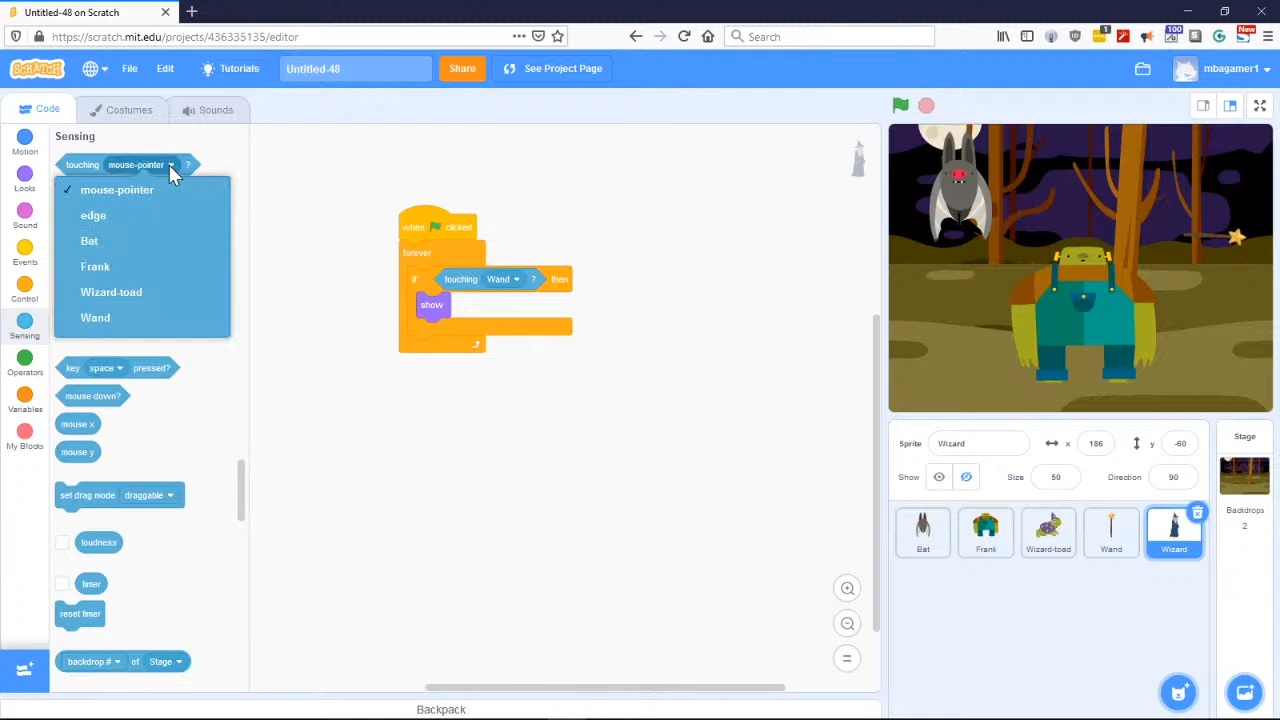 Untitled-48 on Scratch
https://scratch.mit.edu/projects/436335135/editor
Search
1
100
New
SCRATCH
File
Edit
Tutorials
Untitled-48
Share
See Project Page
mbagamer1
Code
Costumes
Sounds
Motion
Looks
Sound
Events
Control
Sensing
Operators
Variables
My Blocks
Sensing
touching mouse-pointer ?
mouse-pointer
edge
Bat
Frank
Wizard-toad
Wand
key space pressed?
mouse down?
mouse x
mouse y
set drag mode draggable
loudness
timer
reset timer
backdrop # of Stage
when clicked
forever
if touching Wand ? then
show
Sprite Wizard x 186 y -60
Show Size 50 Direction 90
Bat
Frank
Wizard-toad
Wand
Wizard
Stage
Backdrops
2
Backpack